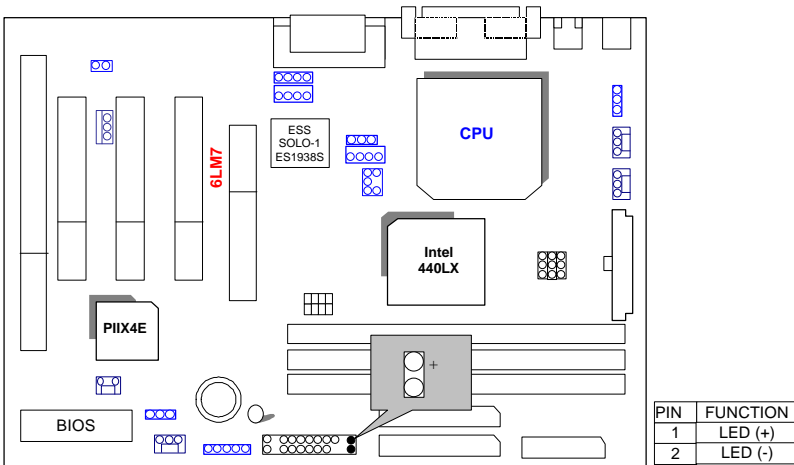 CPU
ESS
SOLO-1
ES1938S
6LM7
Intel
440LX
PIIX4E
+
BIOS
PIN FUNCTION
1 LED (+)
2 LED (-)